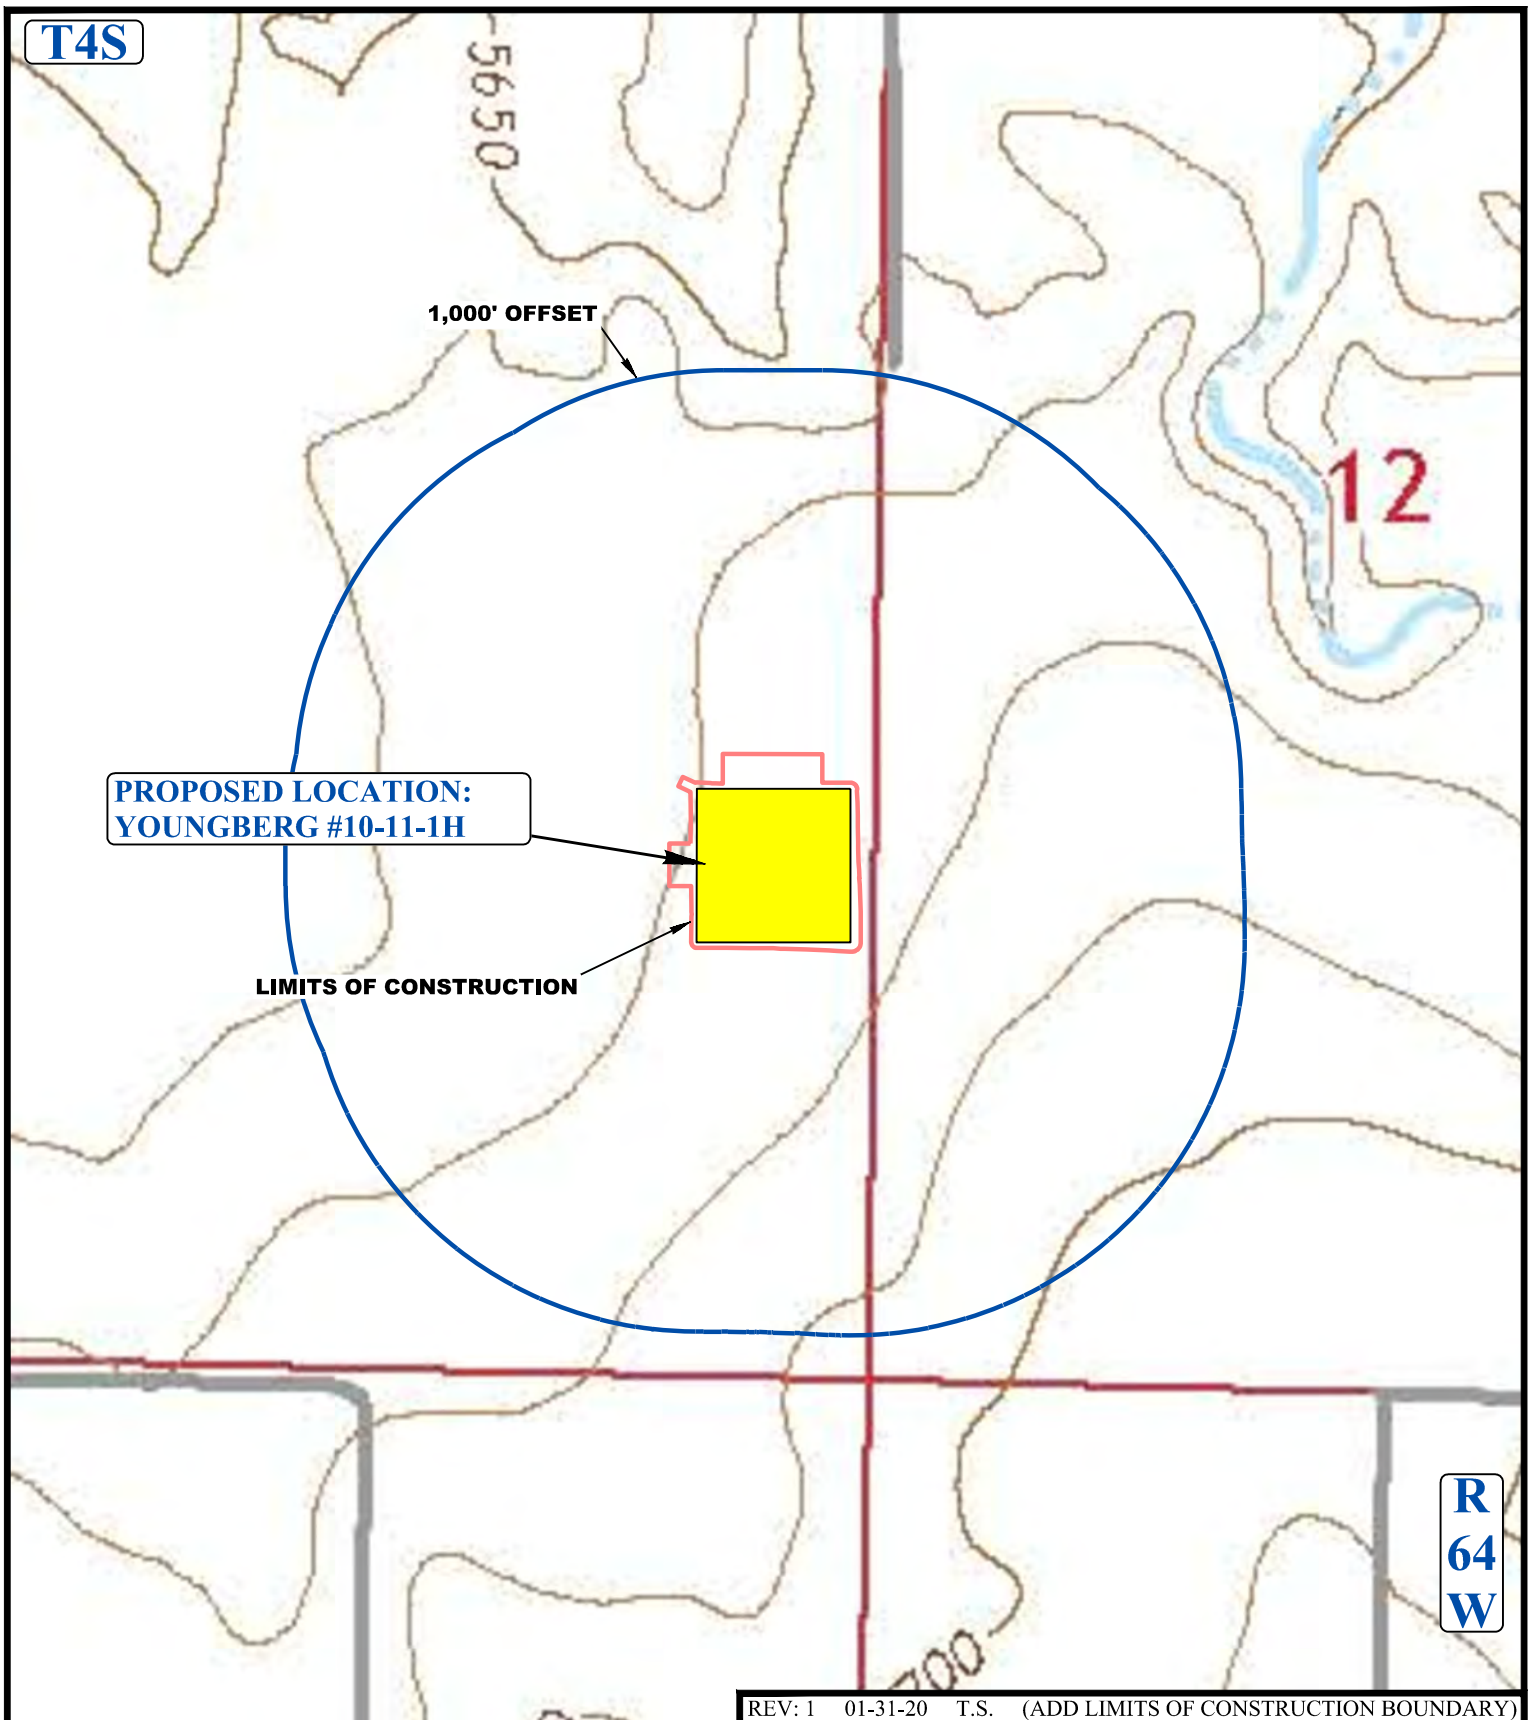 T4S
5650
1,000' OFFSET
12
PROPOSED LOCATION:
YOUNGBERG #10-11-1H
LIMITS OF CONSTRUCTION
R
64
W
REV: 1 01-31-20 T.S. (ADD LIMITS OF CONSTRUCTION BOUNDARY)